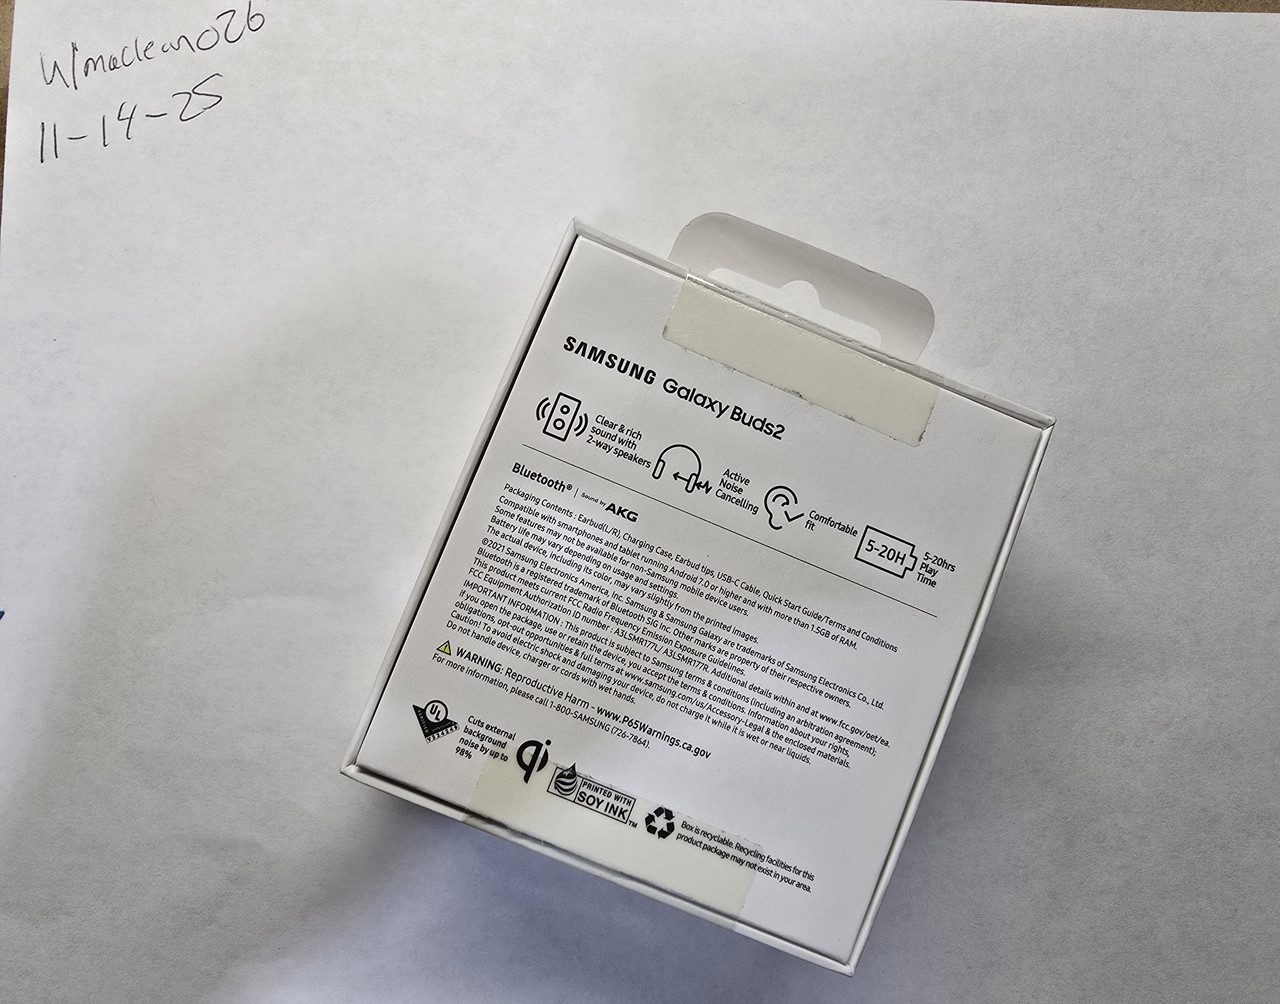 u/maclean026
11-14-25
SAMSUNG Galaxy Buds2
Clear & rich
sound with
2-way speakers
Active
Noise
Cancelling
Comfortable
fit
5-20H
5-20hrs
Play
Time
Bluetooth® | Sound by AKG
Packaging Contents : Earbud(L/R), Charging Case, Earbud tips, USB-C Cable, Quick Start Guide/Terms and Conditions
Compatible with smartphones and tablet running Android 7.0 or higher and with more than 1.5GB of RAM.
Some features may not be available for non-Samsung mobile device users.
Battery life may vary depending on usage and settings.
The actual device, including its color, may vary slightly from the printed images.
©2021 Samsung Electronics America, Inc. Samsung & Samsung Galaxy are trademarks of Samsung Electronics Co., Ltd.
Bluetooth is a registered trademark of Bluetooth SIG Inc. Other marks are property of their respective owners.
This product meets current FCC Radio Frequency Emission Exposure Guidelines.
FCC Equipment Authorization ID number : A3LSMR177L/ A3LSMR177R. Additional details within and at www.fcc.gov/oet/ea.
IMPORTANT INFORMATION : This product is subject to Samsung terms & conditions (including an arbitration agreement);
If you open the package, use or retain the device, you accept the terms & conditions. Information about your rights,
obligations, opt-out opportunities & full terms at www.samsung.com/us/Accessory-Legal & the enclosed materials.
Caution! To avoid electric shock and damaging your device, do not charge it while it is wet or near liquids.
Do not handle device, charger or cords with wet hands.
WARNING: Reproductive Harm - www.P65Warnings.ca.gov
For more information, please call 1-800-SAMSUNG (726-7864).
UL
VERIFIED
Cuts external
background
noise by up to
98%
qi
PRINTED WITH
SOY INK™
Box is recyclable. Recycling facilities for this
product package may not exist in your area.